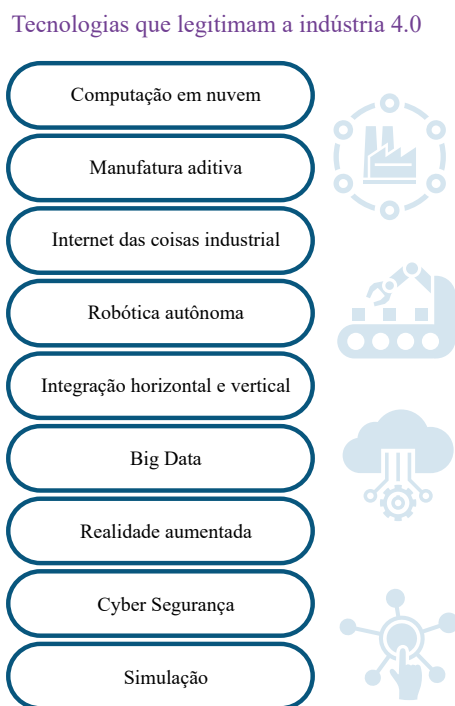 Tecnologias que legitimam a indústria 4.0
Computação em nuvem
Manufatura aditiva
Internet das coisas industrial
Robótica autônoma
Integração horizontal e vertical
Big Data
Realidade aumentada
Cyber Segurança
Simulação